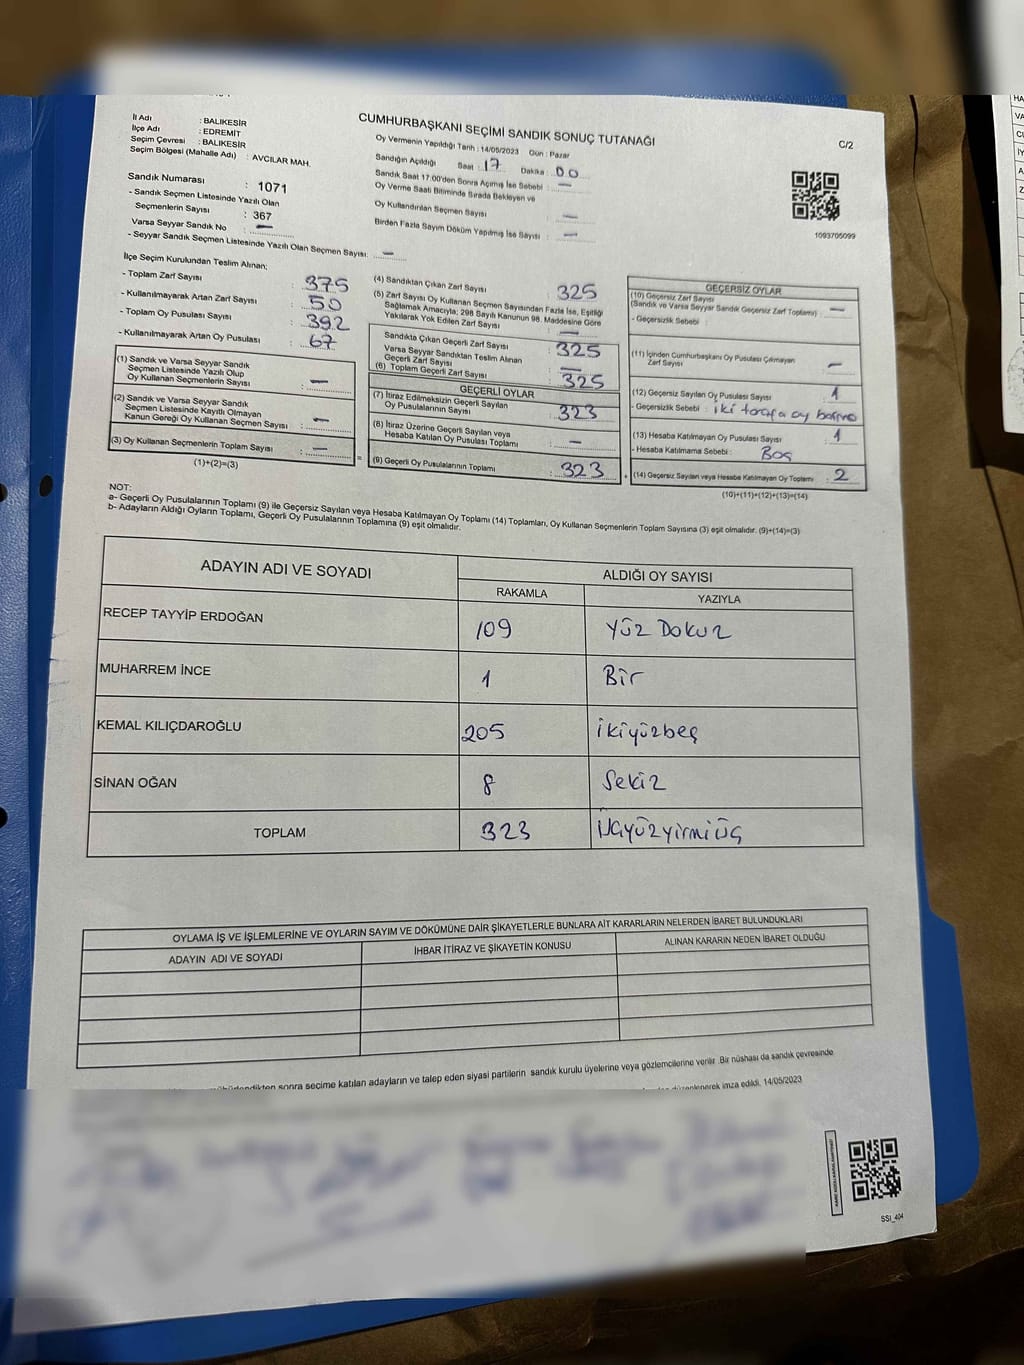 İl Adı : BALIKESİR
İlçe Adı : EDREMİT
Seçim Çevresi : BALIKESİR
Seçim Bölgesi (Mahalle Adı) : AVCILAR MAH.
Sandık Numarası : 1071
- Sandık Seçmen Listesinde Yazılı Olan
Seçmenlerin Sayısı : 367
Varsa Seyyar Sandık No : —
- Seyyar Sandık Seçmen Listesinde Yazılı Olan Seçmen Sayısı: —
CUMHURBAŞKANI SEÇİMİ SANDIK SONUÇ TUTANAĞI
C/2
Oy Vermenin Yapıldığı Tarih : 14/05/2023 Gün : Pazar
Sandığın Açıldığı Saat : 17 Dakika : 00
Sandık Saat 17:00'den Sonra Açılmış İse Sebebi : —
Oy Verme Saati Bitiminde Sırada Bekleyen ve
Oy Kullandırılan Seçmen Sayısı : —
Birden Fazla Sayım Döküm Yapılmış İse Sayısı : —
1093705099
İlçe Seçim Kurulundan Teslim Alınan;
- Toplam Zarf Sayısı : 375
- Kullanılmayarak Artan Zarf Sayısı : 50
- Toplam Oy Pusulası Sayısı : 392
- Kullanılmayarak Artan Oy Pusulası : 67
(1) Sandık ve Varsa Seyyar Sandık
Seçmen Listesinde Yazılı Olup
Oy Kullanan Seçmenlerin Sayısı : —
(2) Sandık ve Varsa Seyyar Sandık
Seçmen Listesinde Kayıtlı Olmayan
Kanun Gereği Oy Kullanan Seçmen Sayısı : —
(3) Oy Kullanan Seçmenlerin Toplam Sayısı : —
(1)+(2)=(3)
(4) Sandıktan Çıkan Zarf Sayısı : 325
(5) Zarf Sayısı Oy Kullanan Seçmen Sayısından Fazla İse, Eşitliği
Sağlamak Amacıyla; 298 Sayılı Kanunun 98. Maddesine Göre
Yakılarak Yok Edilen Zarf Sayısı : —
Sandıkta Çıkan Geçerli Zarf Sayısı : 325
Varsa Seyyar Sandıktan Teslim Alınan
Geçerli Zarf Sayısı : —
(6) Toplam Geçerli Zarf Sayısı : 325
GEÇERLİ OYLAR
(7) İtiraz Edilmeksizin Geçerli Sayılan
Oy Pusulalarının Sayısı : 323
(8) İtiraz Üzerine Geçerli Sayılan veya
Hesaba Katılan Oy Pusulası Toplamı : —
(9) Geçerli Oy Pusulalarının Toplamı : 323
GEÇERSİZ OYLAR
(10) Geçersiz Zarf Sayısı
(Sandık ve Varsa Seyyar Sandık Geçersiz Zarf Toplamı) : —
- Geçersizlik Sebebi :
(11) İçinden Cumhurbaşkanı Oy Pusulası Çıkmayan
Zarf Sayısı : —
(12) Geçersiz Sayılan Oy Pusulası Sayısı : 1
- Geçersizlik Sebebi : iki tarafa oy basma
(13) Hesaba Katılmayan Oy Pusulası Sayısı : 1
- Hesaba Katılmama Sebebi : Boş
(14) Geçersiz Sayılan veya Hesaba Katılmayan Oy Toplamı : 2
(10)+(11)+(12)+(13)=(14)
NOT:
a- Geçerli Oy Pusulalarının Toplamı (9) ile Geçersiz Sayılan veya Hesaba Katılmayan Oy Toplamı (14) Toplamları, Oy Kullanan Seçmenlerin Toplam Sayısına (3) eşit olmalıdır. (9)+(14)=(3)
b- Adayların Aldığı Oyların Toplamı, Geçerli Oy Pusulalarının Toplamına (9) eşit olmalıdır.
ADAYIN ADI VE SOYADI ALDIĞI OY SAYISI
RAKAMLA YAZIYLA
RECEP TAYYİP ERDOĞAN 109 Yüz Dokuz
MUHARREM İNCE 1 Bir
KEMAL KILIÇDAROĞLU 205 ikiyüzbeş
SİNAN OĞAN 8 Sekiz
TOPLAM 323 Üçyüzyirmiüç
OYLAMA İŞ VE İŞLEMLERİNE VE OYLARIN SAYIM VE DÖKÜMÜNE DAİR ŞİKAYETLERLE BUNLARA AİT KARARLARIN NELERDEN İBARET BULUNDUKLARI
ADAYIN ADI VE SOYADI İHBAR İTİRAZ VE ŞİKAYETİN KONUSU ALINAN KARARIN NEDEN İBARET OLDUĞU
sonra seçime katılan adayların ve talep eden siyasi partilerin sandık kurulu üyelerine veya gözlemcilerine verilir. Bir nüshası da sandık çevresinde
imza edildi. 14/05/2023
SSI_404